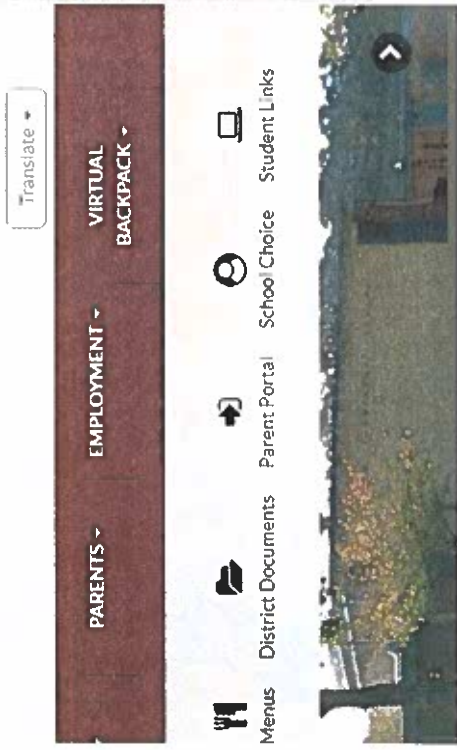 Translate
PARENTS
EMPLOYMENT
VIRTUAL
BACKPACK
Menus
District Documents
Parent Portal
School Choice
Student Links